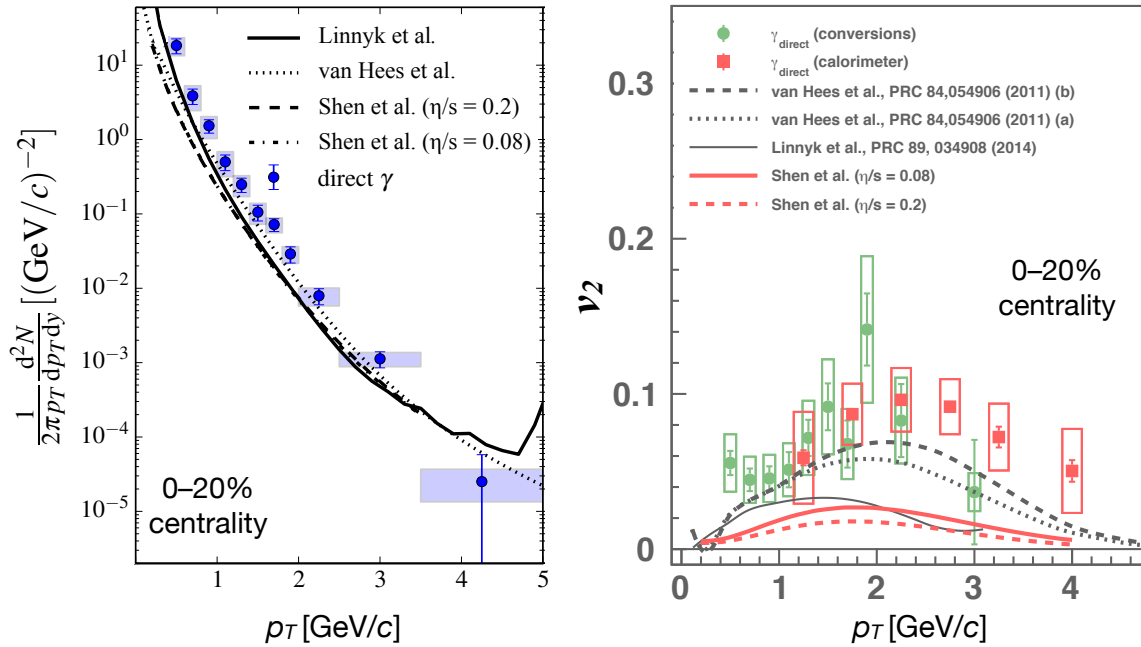 Linnyk et al.
van Hees et al.
Shen et al. (η/s = 0.2)
Shen et al. (η/s = 0.08)
direct γ
0–20%
centrality
10¹
10⁰
10⁻¹
10⁻²
10⁻³
10⁻⁴
10⁻⁵
1/(2πp_T) d²N/(dp_T dy) [(GeV/c)⁻²]
1 2 3 4 5
p_T [GeV/c]
γ_direct (conversions)
γ_direct (calorimeter)
van Hees et al., PRC 84,054906 (2011) (b)
van Hees et al., PRC 84,054906 (2011) (a)
Linnyk et al., PRC 89, 034908 (2014)
Shen et al. (η/s = 0.08)
Shen et al. (η/s = 0.2)
0–20%
centrality
0.3
0.2
0.1
0
v₂
0 1 2 3 4
p_T [GeV/c]